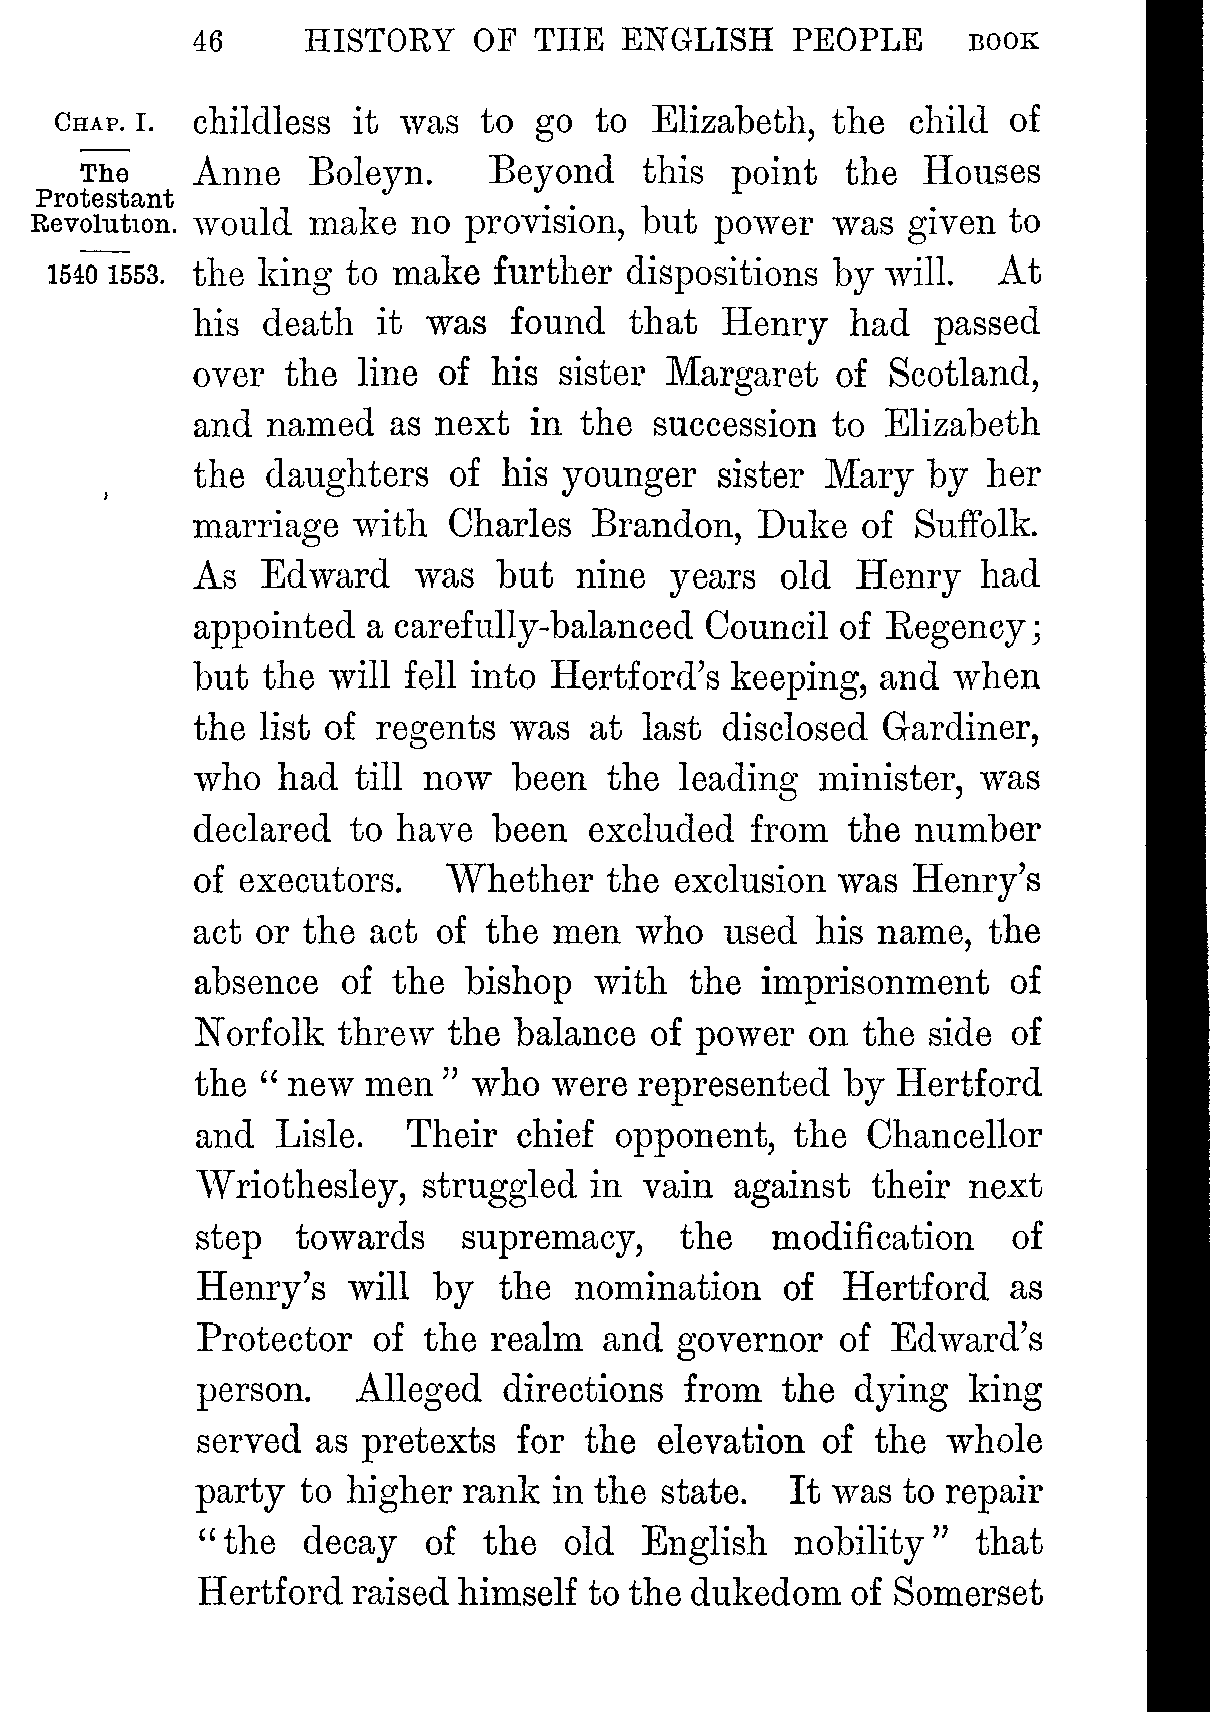 46 HISTORY OF THE ENGLISH PEOPLE BOOK
CHAP. I.
The
Protestant
Revolution.
1540 1553.
childless it was to go to Elizabeth, the child of
Anne Boleyn. Beyond this point the Houses
would make no provision, but power was given to
the king to make further dispositions by will. At
his death it was found that Henry had passed
over the line of his sister Margaret of Scotland,
and named as next in the succession to Elizabeth
the daughters of his younger sister Mary by her
marriage with Charles Brandon, Duke of Suffolk.
As Edward was but nine years old Henry had
appointed a carefully-balanced Council of Regency;
but the will fell into Hertford's keeping, and when
the list of regents was at last disclosed Gardiner,
who had till now been the leading minister, was
declared to have been excluded from the number
of executors. Whether the exclusion was Henry's
act or the act of the men who used his name, the
absence of the bishop with the imprisonment of
Norfolk threw the balance of power on the side of
the "new men" who were represented by Hertford
and Lisle. Their chief opponent, the Chancellor
Wriothesley, struggled in vain against their next
step towards supremacy, the modification of
Henry's will by the nomination of Hertford as
Protector of the realm and governor of Edward's
person. Alleged directions from the dying king
served as pretexts for the elevation of the whole
party to higher rank in the state. It was to repair
"the decay of the old English nobility" that
Hertford raised himself to the dukedom of Somerset